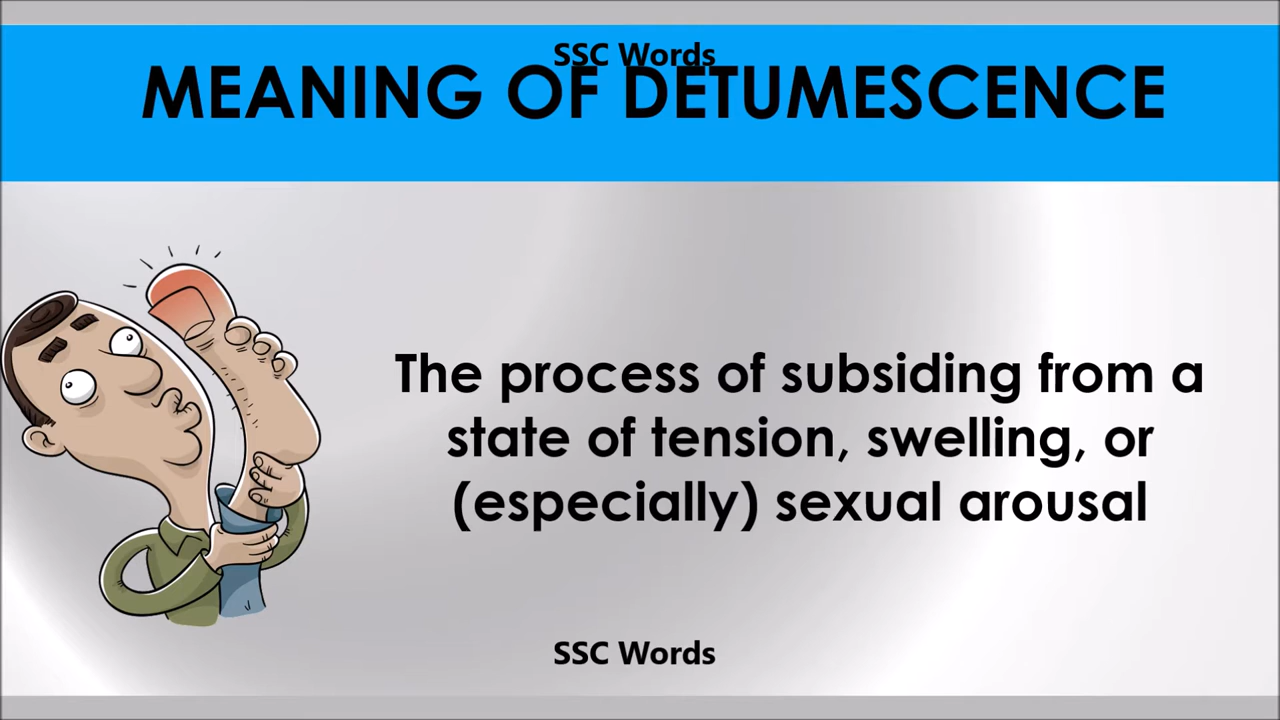 SSC Words
MEANING OF DETUMESCENCE
The process of subsiding from a
state of tension, swelling, or
(especially) sexual arousal
SSC Words